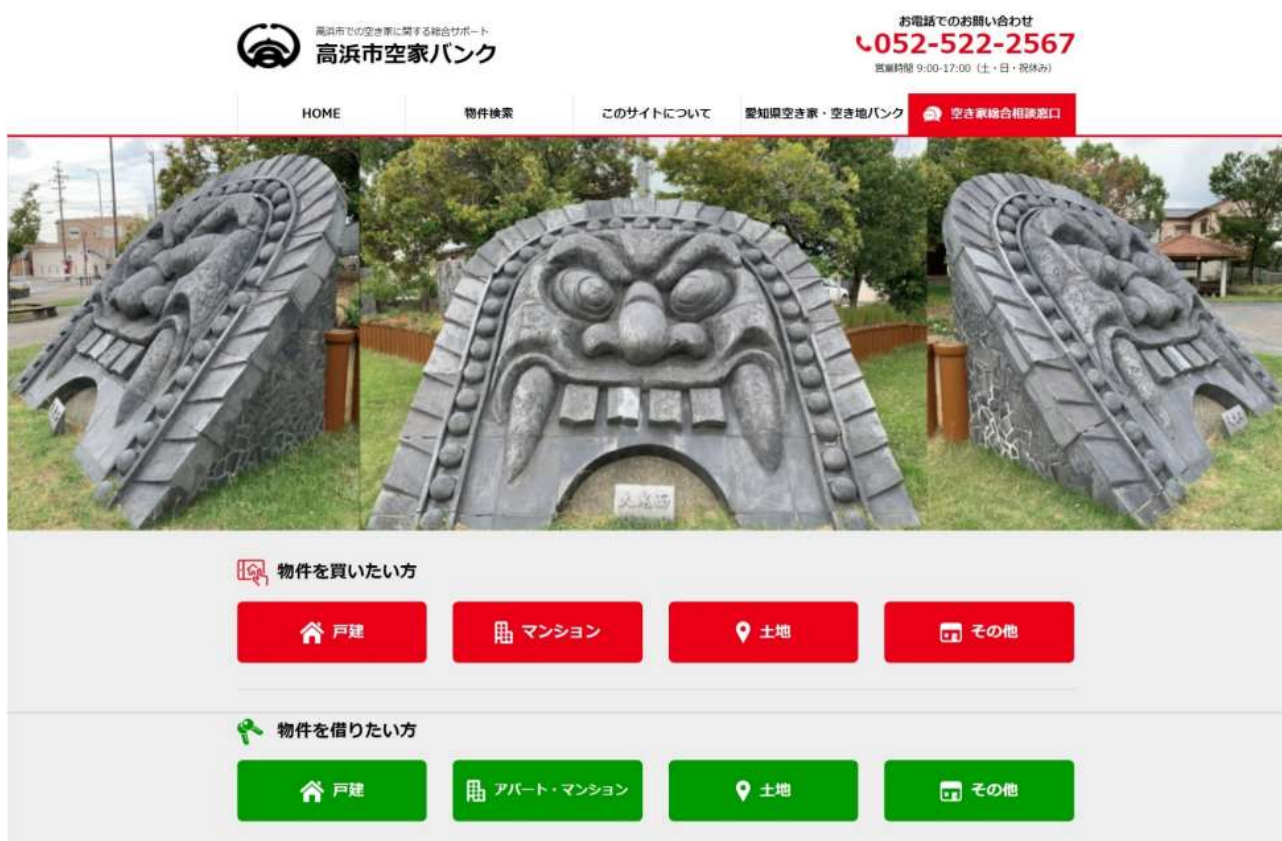 高浜市での空き家に関する総合サポート
高浜市空家バンク
お電話でのお問い合わせ
052-522-2567
営業時間 9:00-17:00（土・日・祝休み）
HOME
物件検索
このサイトについて
愛知県空き家・空き地バンク
空き家総合相談窓口
物件を買いたい方
戸建
マンション
土地
その他
物件を借りたい方
戸建
アパート・マンション
土地
その他